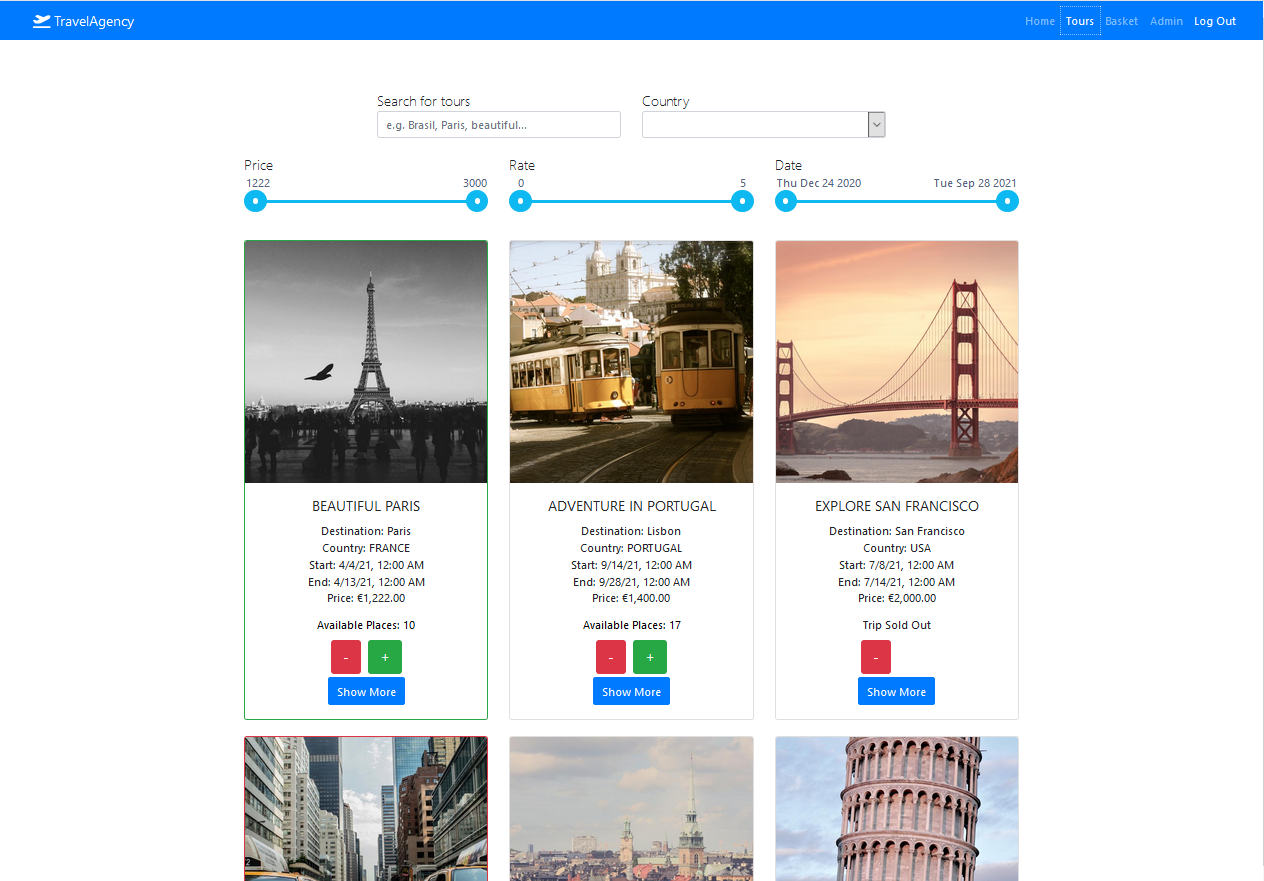 TravelAgency Home Tours Basket Admin Log Out
Search for tours Country
e.g. Brasil, Paris, beautiful...
Price Rate Date
1222 3000 0 5 Thu Dec 24 2020 Tue Sep 28 2021
BEAUTIFUL PARIS
Destination: Paris
Country: FRANCE
Start: 4/4/21, 12:00 AM
End: 4/13/21, 12:00 AM
Price: €1,222.00
Available Places: 10
- +
Show More
ADVENTURE IN PORTUGAL
Destination: Lisbon
Country: PORTUGAL
Start: 9/14/21, 12:00 AM
End: 9/28/21, 12:00 AM
Price: €1,400.00
Available Places: 17
- +
Show More
EXPLORE SAN FRANCISCO
Destination: San Francisco
Country: USA
Start: 7/8/21, 12:00 AM
End: 7/14/21, 12:00 AM
Price: €2,000.00
Trip Sold Out
-
Show More